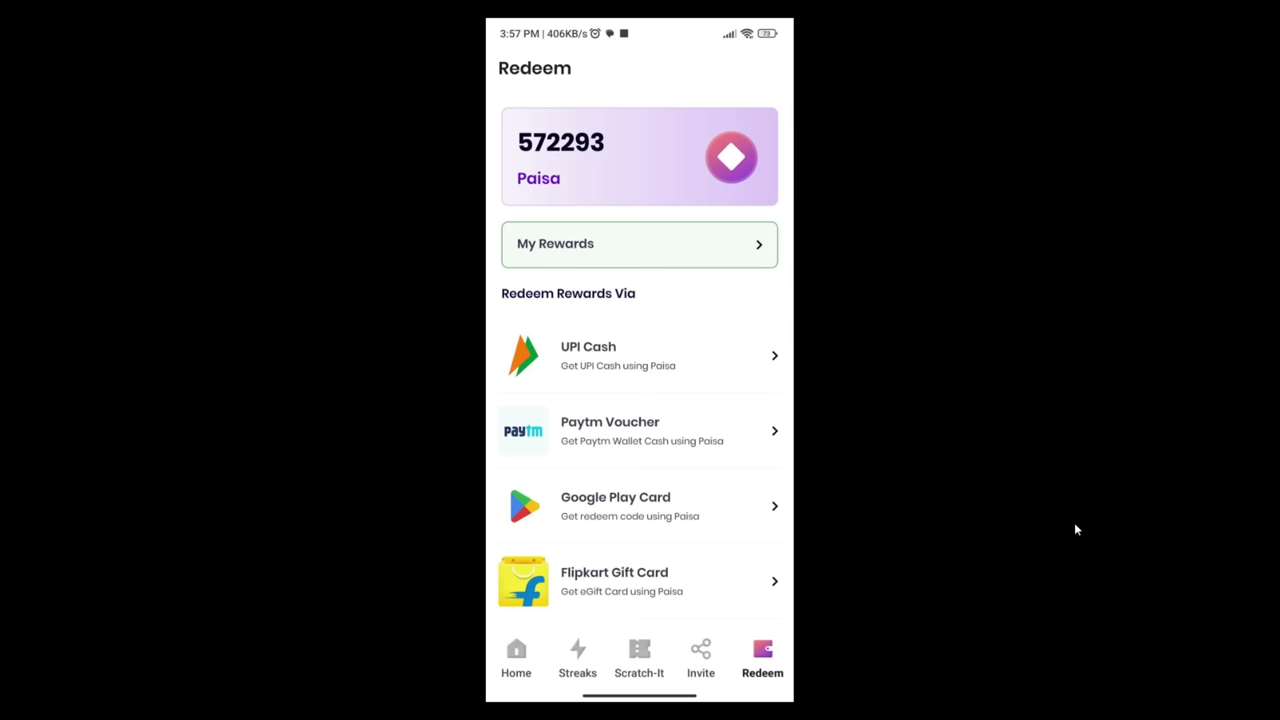 3:57 PM | 406KB/s
73
Redeem
572293
Paisa
My Rewards
Redeem Rewards Via
UPI Cash
Get UPI Cash using Paisa
paytm
Paytm Voucher
Get Paytm Wallet Cash using Paisa
Google Play Card
Get redeem code using Paisa
f
Flipkart Gift Card
Get eGift Card using Paisa
Home Streaks Scratch-It Invite Redeem